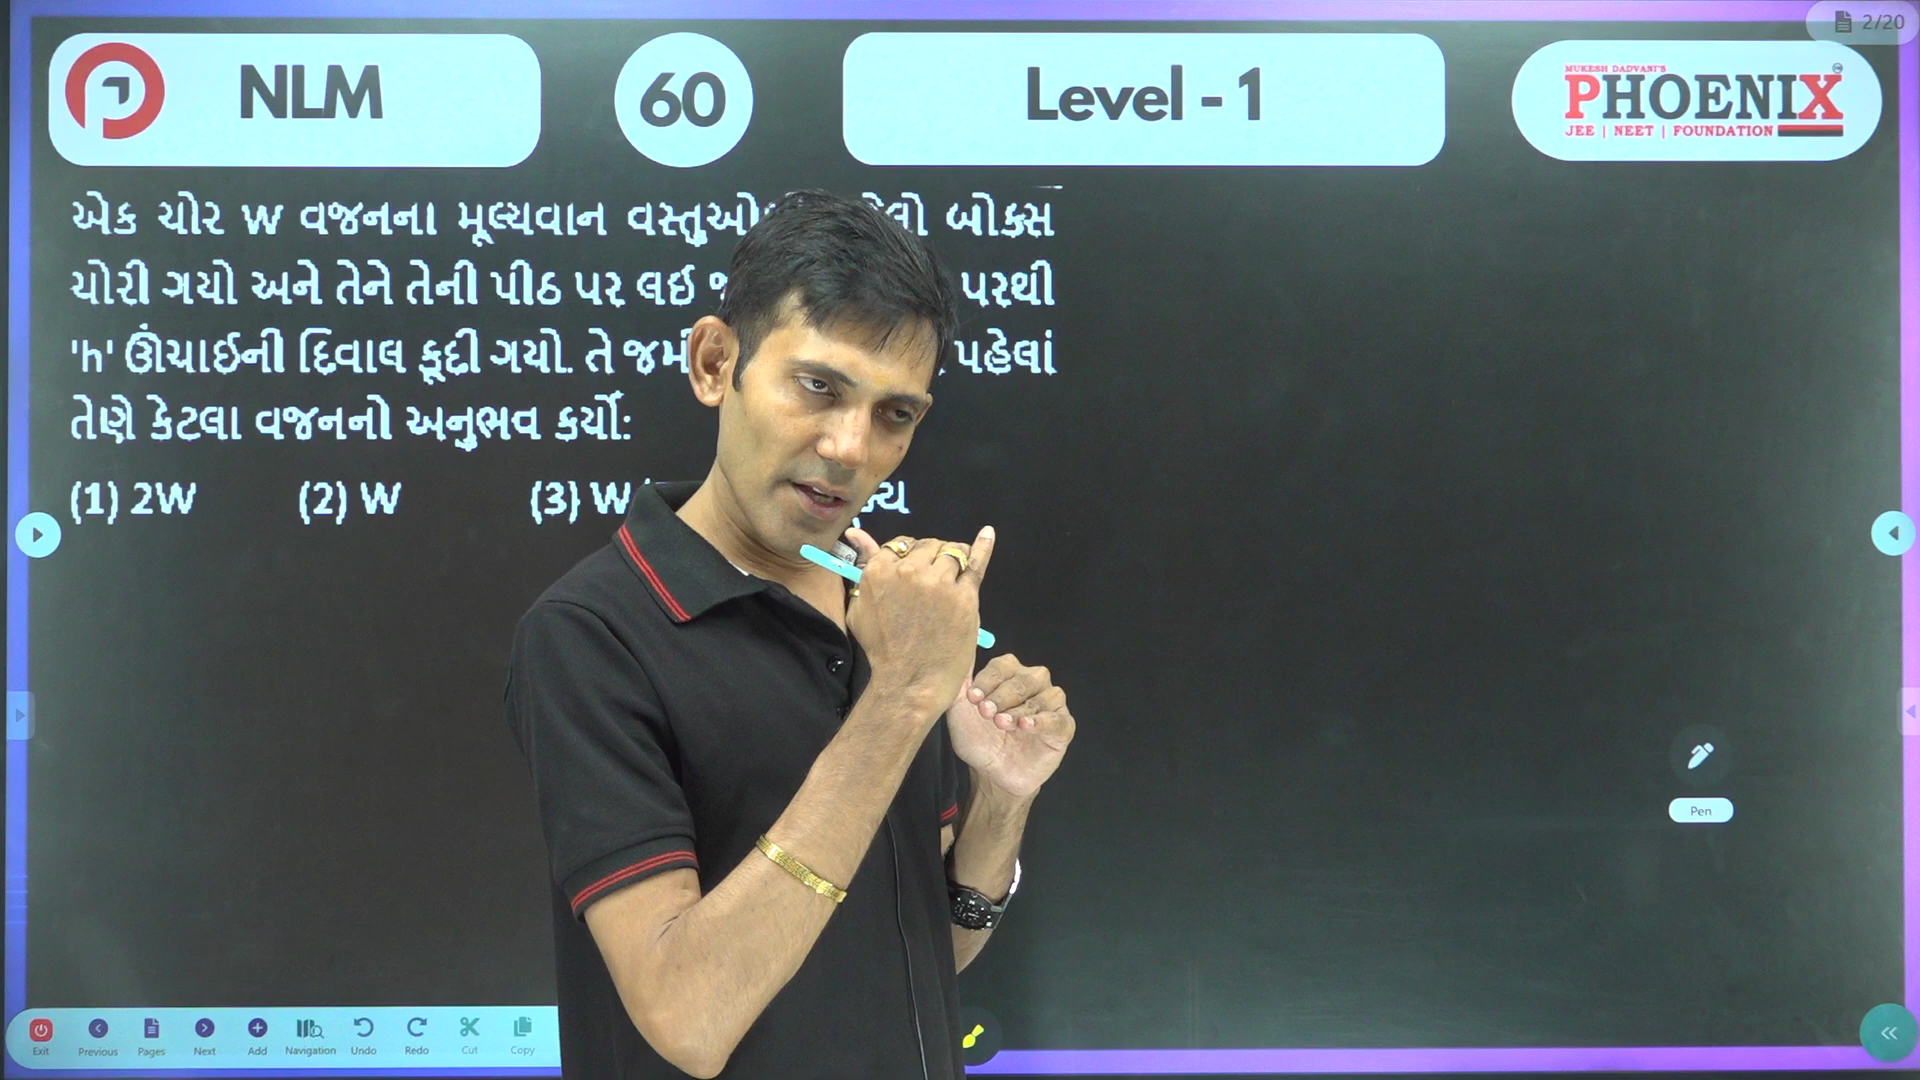 NLM
60
Level - 1
MUKESH DADVANI'S
PHOENIX
JEE | NEET | FOUNDATION
2/20
એક ચોર W વજનના મૂલ્યવાન બોક્સ
ચોરી ગયો અને તેને તેની પીઠ પર લઈ પરથી
'h' ઊંચાઈની દિવાલ કૂદી ગયો. તે પહેલાં
તેણે કેટલા વજનનો અનુભવ કર્યો:
(1) 2W (2) W (3)
Pen
Exit Previous Pages Next Add Navigation Undo Redo Cut Copy